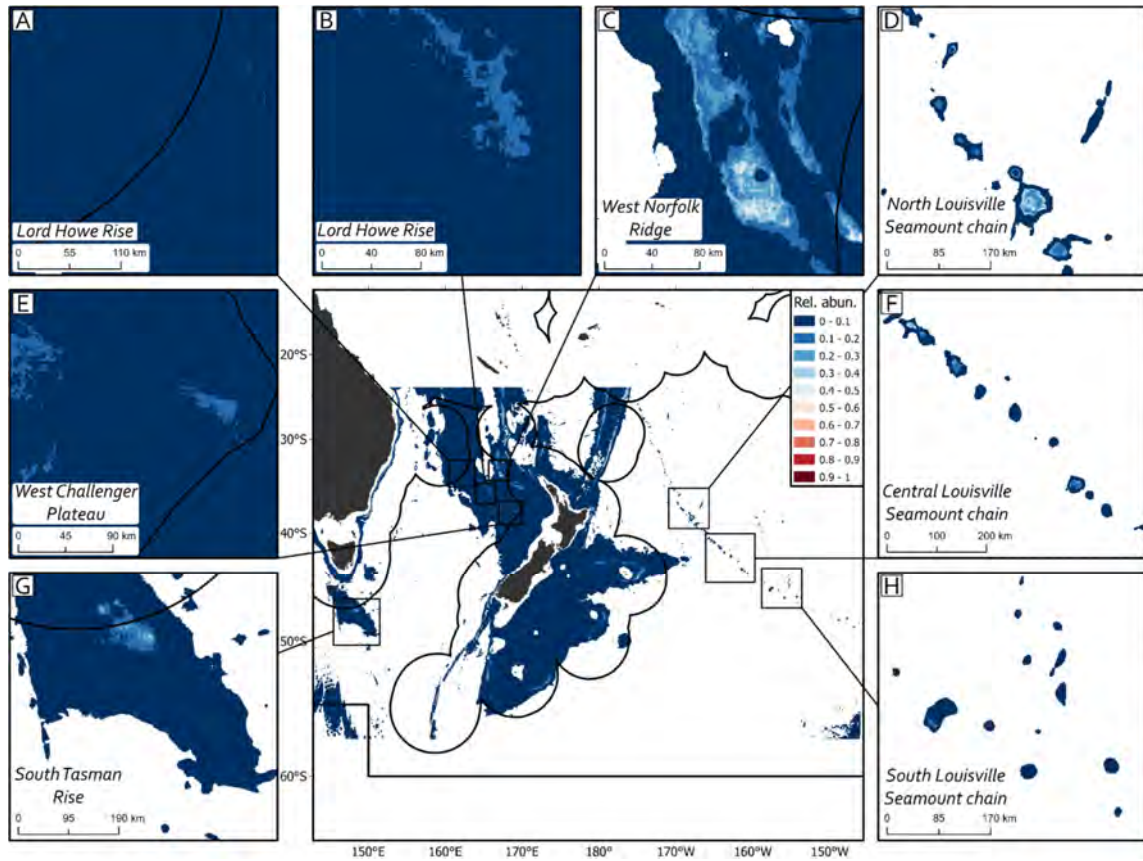 A
Lord Howe Rise
0 55 110 km
B
Lord Howe Rise
0 40 80 km
C
West Norfolk
Ridge
0 40 80 km
D
North Louisville
Seamount chain
0 85 170 km
E
West Challenger
Plateau
0 45 90 km
Rel. abun.
0 - 0.1
0.1 - 0.2
0.2 - 0.3
0.3 - 0.4
0.4 - 0.5
0.5 - 0.6
0.6 - 0.7
0.7 - 0.8
0.8 - 0.9
0.9 - 1
20°S
30°S
40°S
50°S
60°S
150°E 160°E 170°E 180° 170°W 160°W 150°W
F
Central Louisville
Seamount chain
0 100 200 km
G
South Tasman
Rise
0 95 190 km
H
South Louisville
Seamount chain
0 85 170 km